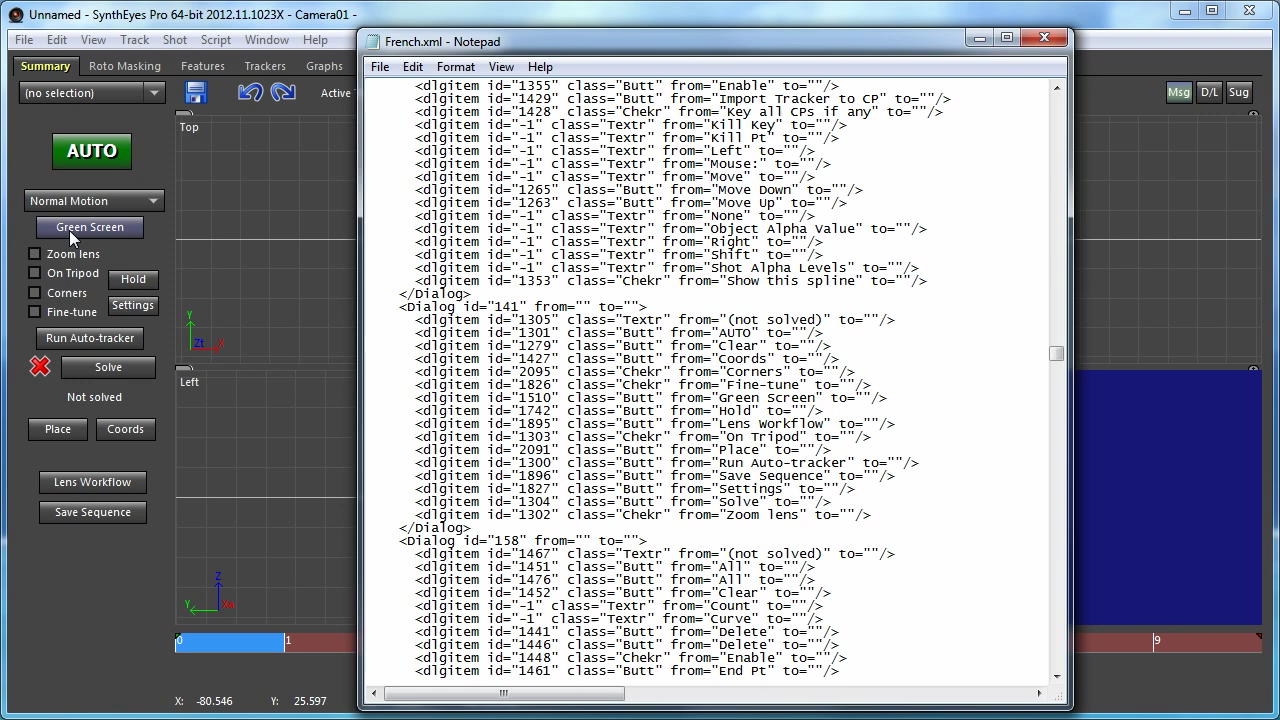 Unnamed - SynthEyes Pro 64-bit 2012.11.1023X - Camera01 -
File Edit View Track Shot Script Window Help
Summary Roto Masking Features Trackers Graphs
(no selection)
Active
Msg D/L Sug
AUTO
Normal Motion
Green Screen
Zoom lens
On Tripod
Hold
Corners
Settings
Fine-tune
Run Auto-tracker
Solve
Not solved
Place Coords
Lens Workflow
Save Sequence
Top
Y
Zt X
Left
Z
Y Xa
0 1 9
X: -80.546 Y: 25.597
French.xml - Notepad
File Edit Format View Help
<dlgitem id="1355" class="Butt" from="Enable" to=""/>
<dlgitem id="1429" class="Butt" from="Import Tracker to CP" to=""/>
<dlgitem id="1428" class="Chekr" from="Key all CPs if any" to=""/>
<dlgitem id="-1" class="Textr" from="Kill Key" to=""/>
<dlgitem id="-1" class="Textr" from="Kill Pt" to=""/>
<dlgitem id="-1" class="Textr" from="Left" to=""/>
<dlgitem id="-1" class="Textr" from="Mouse:" to=""/>
<dlgitem id="-1" class="Textr" from="Move" to=""/>
<dlgitem id="1265" class="Butt" from="Move Down" to=""/>
<dlgitem id="1263" class="Butt" from="Move Up" to=""/>
<dlgitem id="-1" class="Textr" from="None" to=""/>
<dlgitem id="-1" class="Textr" from="Object Alpha Value" to=""/>
<dlgitem id="-1" class="Textr" from="Right" to=""/>
<dlgitem id="-1" class="Textr" from="Shift" to=""/>
<dlgitem id="-1" class="Textr" from="Shot Alpha Levels" to=""/>
<dlgitem id="1353" class="Chekr" from="Show this spline" to=""/>
</Dialog>
<Dialog id="141" from="" to="">
<dlgitem id="1305" class="Textr" from="(not solved)" to=""/>
<dlgitem id="1301" class="Butt" from="AUTO" to=""/>
<dlgitem id="1279" class="Butt" from="Clear" to=""/>
<dlgitem id="1427" class="Butt" from="Coords" to=""/>
<dlgitem id="2095" class="Chekr" from="Corners" to=""/>
<dlgitem id="1826" class="Chekr" from="Fine-tune" to=""/>
<dlgitem id="1510" class="Butt" from="Green Screen" to=""/>
<dlgitem id="1742" class="Butt" from="Hold" to=""/>
<dlgitem id="1895" class="Butt" from="Lens Workflow" to=""/>
<dlgitem id="1303" class="Chekr" from="On Tripod" to=""/>
<dlgitem id="2091" class="Butt" from="Place" to=""/>
<dlgitem id="1300" class="Butt" from="Run Auto-tracker" to=""/>
<dlgitem id="1896" class="Butt" from="Save Sequence" to=""/>
<dlgitem id="1827" class="Butt" from="Settings" to=""/>
<dlgitem id="1304" class="Butt" from="Solve" to=""/>
<dlgitem id="1302" class="Chekr" from="Zoom lens" to=""/>
</Dialog>
<Dialog id="158" from="" to="">
<dlgitem id="1467" class="Textr" from="(not solved)" to=""/>
<dlgitem id="1451" class="Butt" from="All" to=""/>
<dlgitem id="1476" class="Butt" from="All" to=""/>
<dlgitem id="1452" class="Butt" from="Clear" to=""/>
<dlgitem id="-1" class="Textr" from="Count" to=""/>
<dlgitem id="-1" class="Textr" from="Curve" to=""/>
<dlgitem id="1441" class="Butt" from="Delete" to=""/>
<dlgitem id="1446" class="Butt" from="Delete" to=""/>
<dlgitem id="1448" class="Chekr" from="Enable" to=""/>
<dlgitem id="1461" class="Butt" from="End Pt" to=""/>